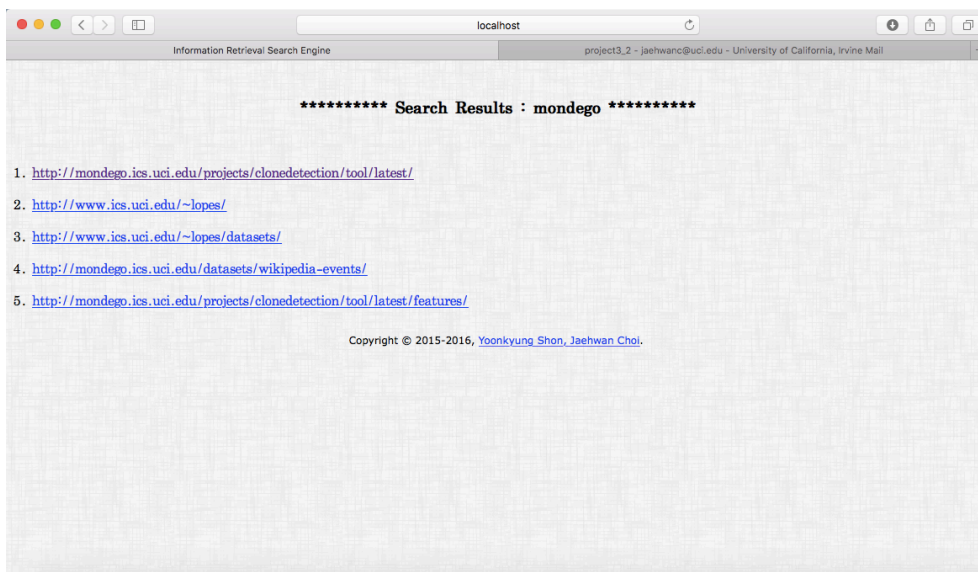 localhost
Information Retrieval Search Engine
project3_2 - jaehwanc@uci.edu - University of California, Irvine Mail
********** Search Results : mondego **********
1. http://mondego.ics.uci.edu/projects/clonedetection/tool/latest/
2. http://www.ics.uci.edu/~lopes/
3. http://www.ics.uci.edu/~lopes/datasets/
4. http://mondego.ics.uci.edu/datasets/wikipedia-events/
5. http://mondego.ics.uci.edu/projects/clonedetection/tool/latest/features/
Copyright © 2015-2016, Yoonkyung Shon, Jaehwan Choi.